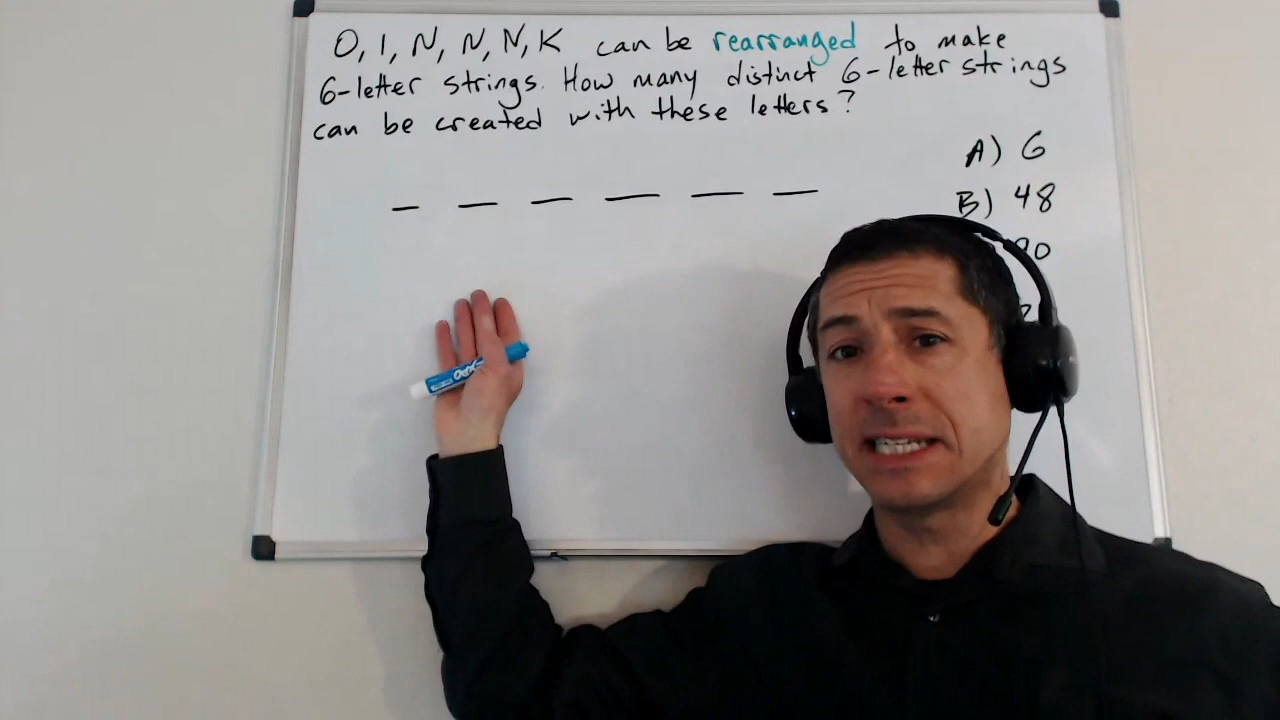 O, I, N, N, N, K can be rearranged to make
6-letter strings. How many distinct 6-letter strings
can be created with these letters?
A) 6
B) 48
EXPO